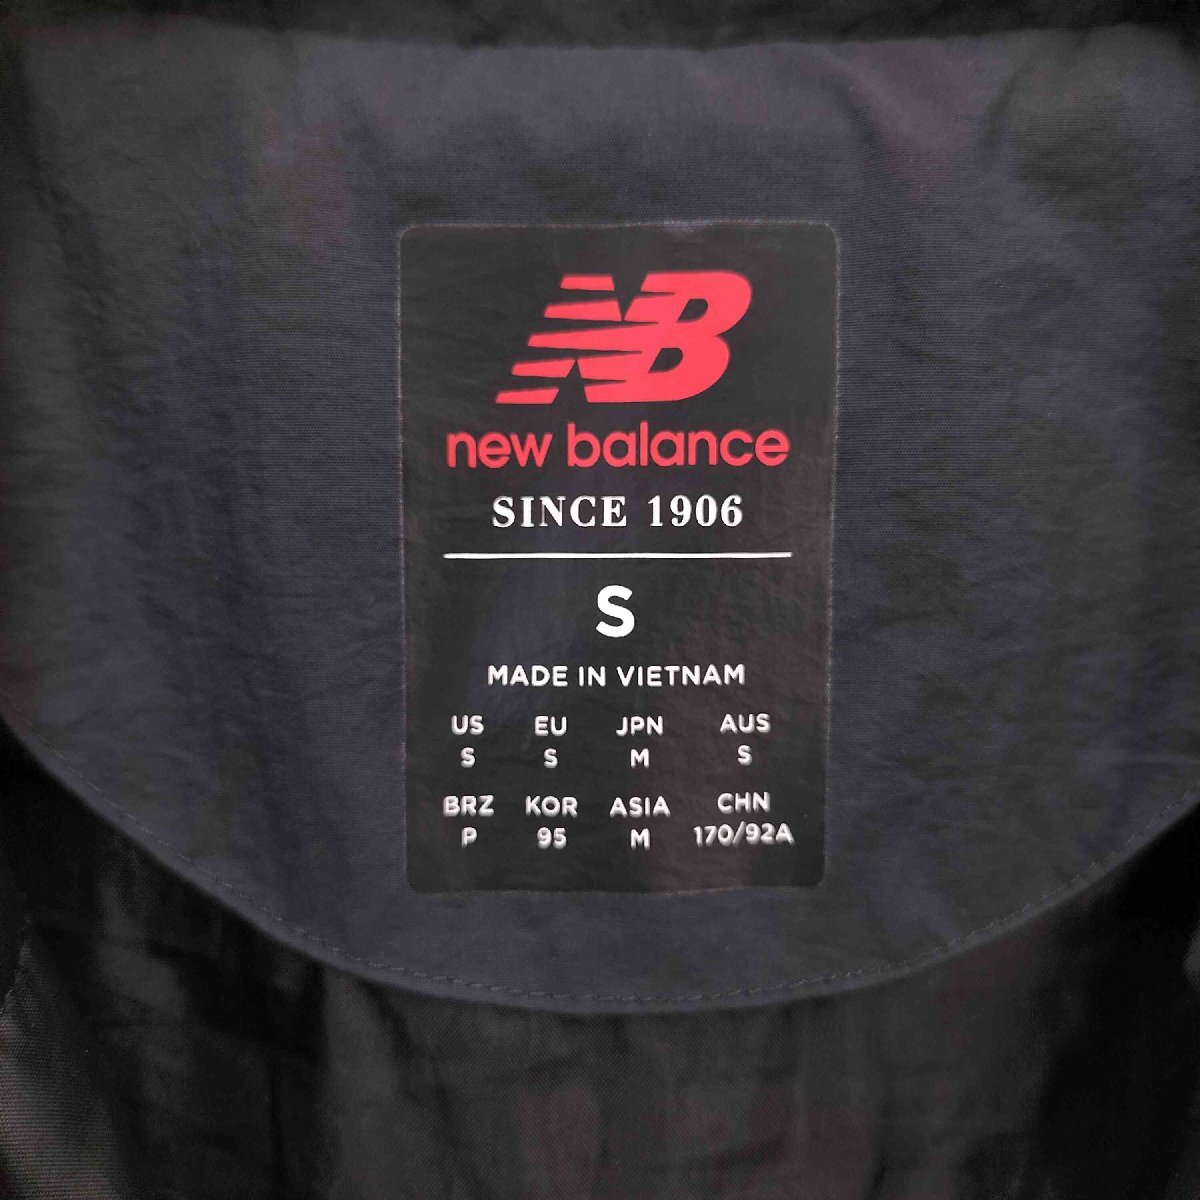 NB
new balance
SINCE 1906
S
MADE IN VIETNAM
US EU JPN AUS
S S M S
BRZ KOR ASIA CHN
P 95 M 170/92A